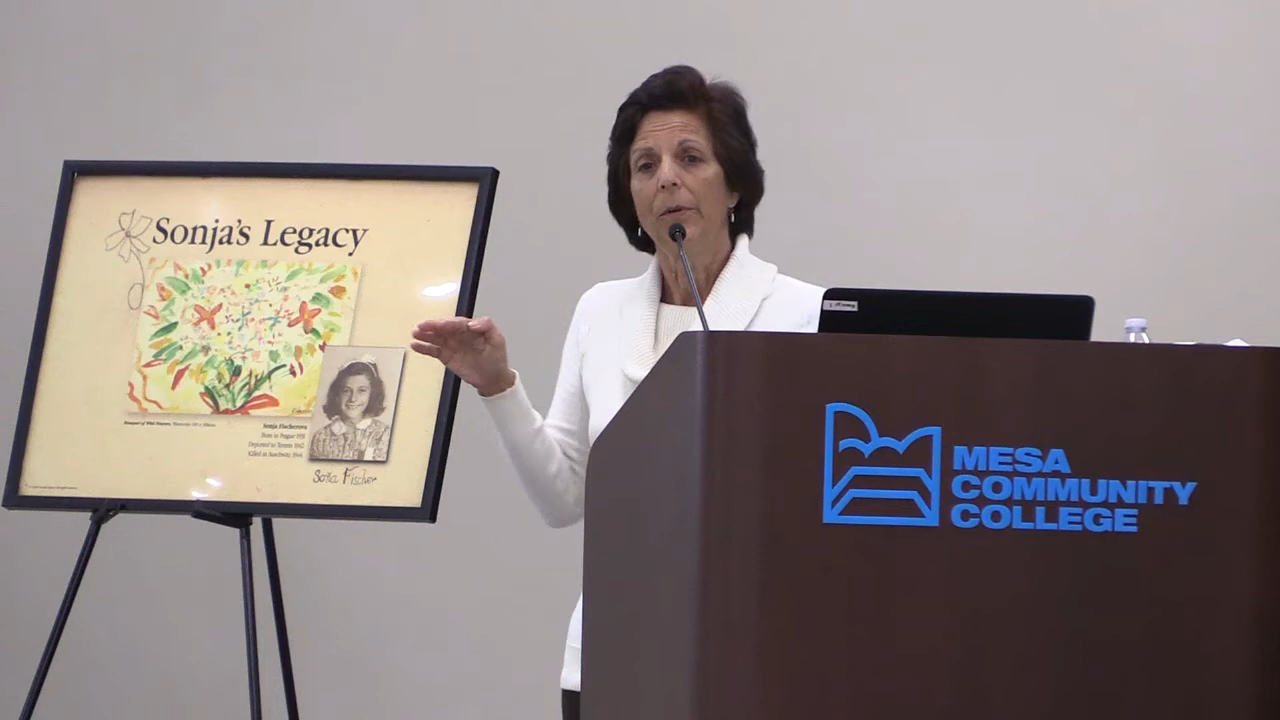 Sonja's Legacy
Sonja Fischerova
Born in Prague 1931
Deported to Terezin 1942
Killed in Auschwitz 1944
Sonia Fischer
MESA
COMMUNITY
COLLEGE